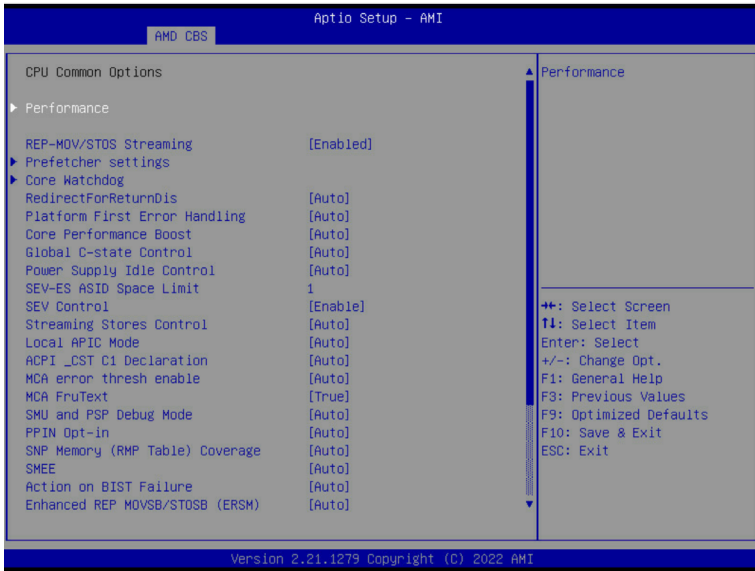 Aptio Setup – AMI
AMD CBS
CPU Common Options
Performance
REP-MOV/STOS Streaming [Enabled]
Prefetcher settings
Core Watchdog
RedirectForReturnDis [Auto]
Platform First Error Handling [Auto]
Core Performance Boost [Auto]
Global C-state Control [Auto]
Power Supply Idle Control [Auto]
SEV-ES ASID Space Limit 1
SEV Control [Enable]
Streaming Stores Control [Auto]
Local APIC Mode [Auto]
ACPI _CST C1 Declaration [Auto]
MCA error thresh enable [Auto]
MCA FruText [True]
SMU and PSP Debug Mode [Auto]
PPIN Opt-in [Auto]
SNP Memory (RMP Table) Coverage [Auto]
SMEE [Auto]
Action on BIST Failure [Auto]
Enhanced REP MOVSB/STOSB (ERSM) [Auto]
Performance
→←: Select Screen
↑↓: Select Item
Enter: Select
+/-: Change Opt.
F1: General Help
F3: Previous Values
F9: Optimized Defaults
F10: Save & Exit
ESC: Exit
Version 2.21.1279 Copyright (C) 2022 AMI